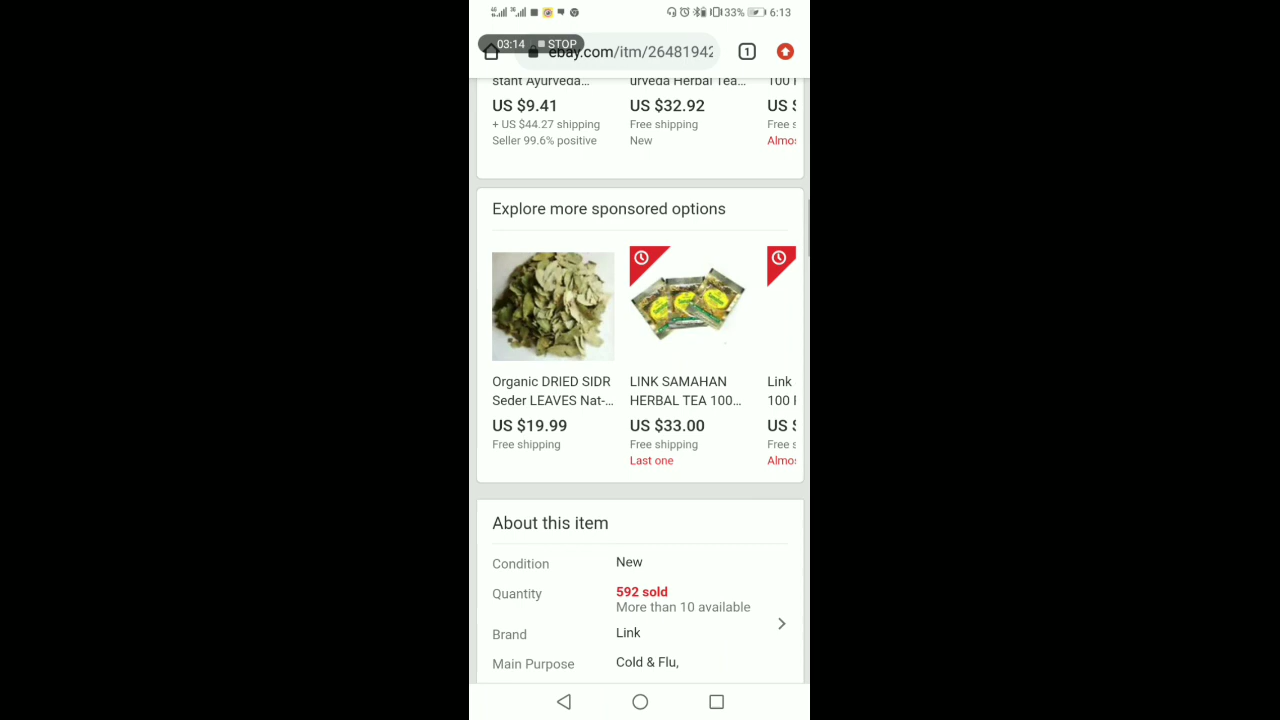 33% 6:13
03:14 STOP
ebay.com/itm/26481942
1
stant Ayurveda... urveda Herbal Tea... 100
US $9.41 US $32.92 US $
+ US $44.27 shipping Free shipping Free s
Seller 99.6% positive New Almos
Explore more sponsored options
Organic DRIED SIDR LINK SAMAHAN Link
Seder LEAVES Nat-... HERBAL TEA 100... 100
US $19.99 US $33.00 US $
Free shipping Free shipping Free s
Last one Almos
About this item
Condition New
Quantity 592 sold
More than 10 available
Brand Link
Main Purpose Cold & Flu,